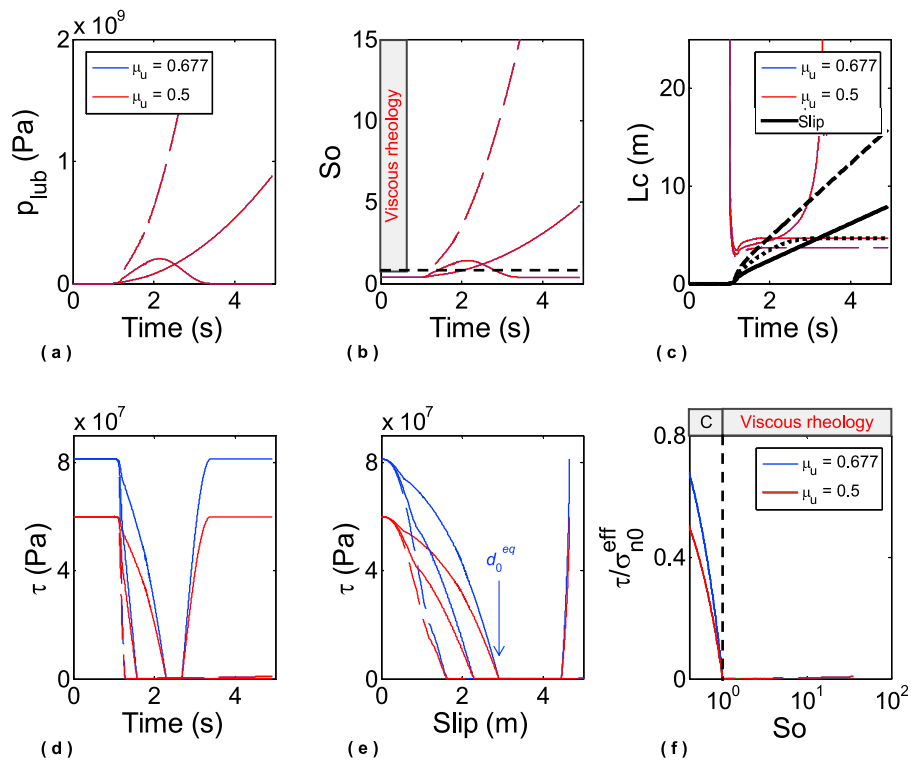 x 10^9
2
1
0
p_lub (Pa)
μ_u = 0.677
μ_u = 0.5
0 2 4
Time (s)
( a )
15
10
5
0
So
Viscous rheology
0 2 4
Time (s)
( b )
20
10
0
Lc (m)
μ_u = 0.677
μ_u = 0.5
Slip
0 2 4
Time (s)
( c )
x 10^7
8
4
0
τ (Pa)
0 2 4
Time (s)
( d )
x 10^7
8
4
0
τ (Pa)
d_0^eq
0 2 4
Slip (m)
( e )
C Viscous rheology
0.8
0.4
0
τ/σ_n0^eff
μ_u = 0.677
μ_u = 0.5
10^0 10^1 10^2
So
( f )